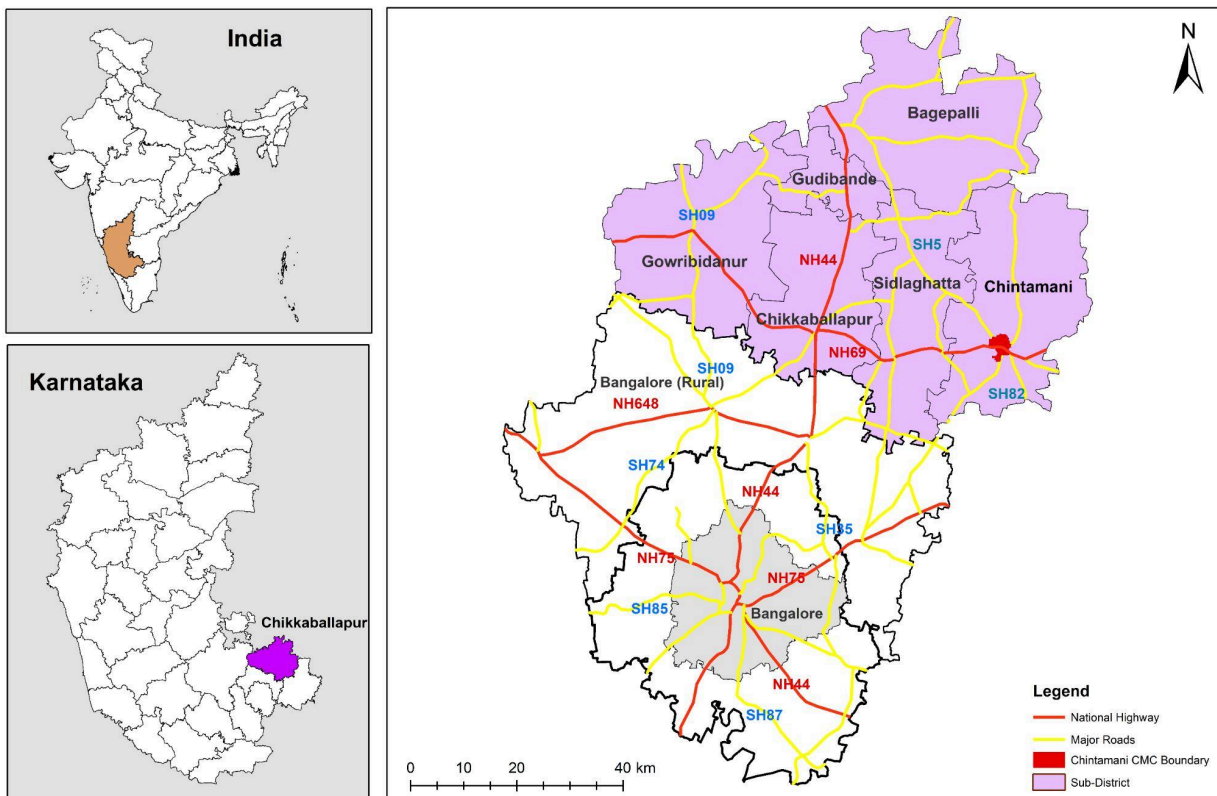 India
Karnataka
Chikkaballapur
N
Bagepalli
Gudibande
SH09
SH5
NH44
Gowribidanur
Sidlaghatta
Chintamani
Chikkaballapur
NH69
SH09
Bangalore (Rural)
NH648
SH82
SH74
NH44
SH35
NH75
NH75
SH85
Bangalore
NH44
SH87
Legend
National Highway
Major Roads
Chintamani CMC Boundary
Sub-District
0 10 20 40 km